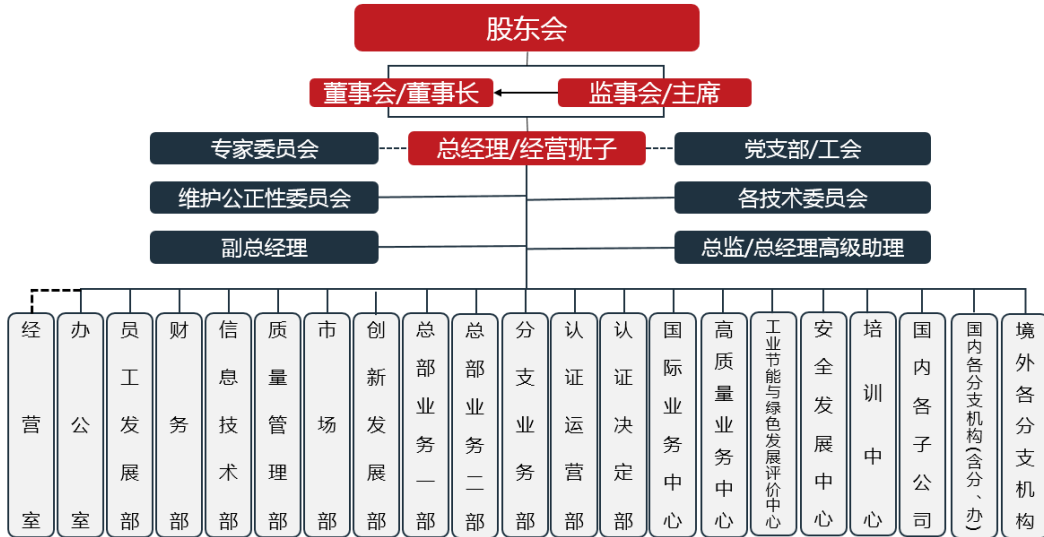 股东会
董事会/董事长
监事会/主席
专家委员会
总经理/经营班子
党支部/工会
维护公正性委员会
各技术委员会
副总经理
总监/总经理高级助理
经营室
办公室
员工发展部
财务部
信息技术部
质量管理部
市场部
创新发展部
总部业务一部
总部业务二部
分支业务部
认证运营部
认证决定部
国际业务中心
高质量业务中心
工业节能与绿色发展评价中心
安全发展中心
培训中心
国内各子公司
国内各分支机构(含分、办)
境外各分支机构